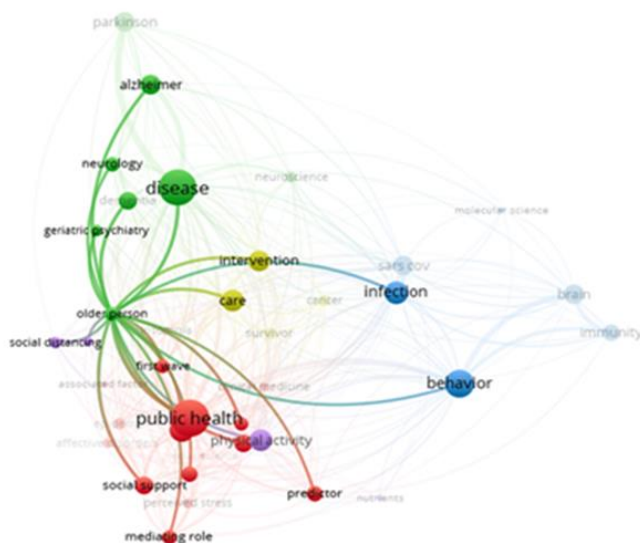 parkinson
alzheimer
neurology
disease
neuroscience
dementia
molecular science
geriatric psychiatry
intervention
sars cov
infection
brain
care
cancer
older person
survivor
immunity
social distancing
first wave
associated factor
behavior
public health
physical activity
social support
predictor
nutrients
perceived stress
mediating role